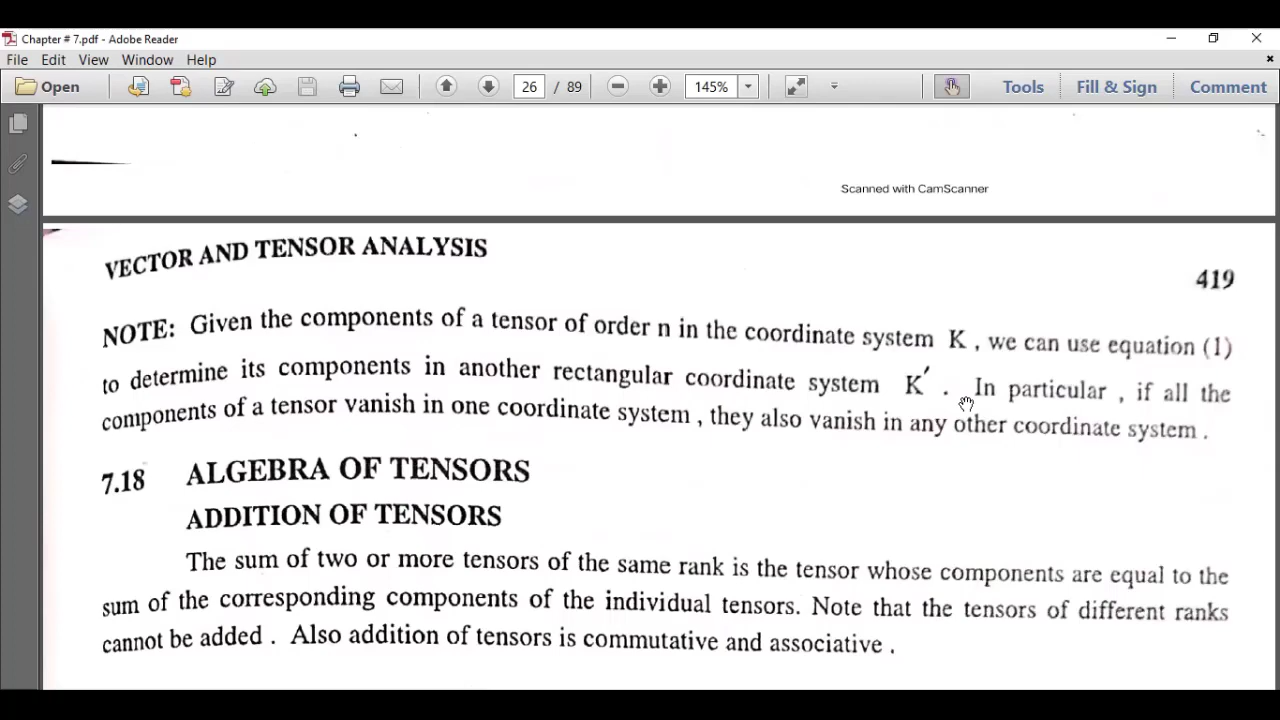 Chapter # 7.pdf - Adobe Reader
File Edit View Window Help
Open 26 / 89 145% Tools Fill & Sign Comment
Scanned with CamScanner
VECTOR AND TENSOR ANALYSIS
419
NOTE: Given the components of a tensor of order n in the coordinate system K , we can use equation (1)
to determine its components in another rectangular coordinate system K′ . In particular , if all the
components of a tensor vanish in one coordinate system , they also vanish in any other coordinate system .
7.18 ALGEBRA OF TENSORS
ADDITION OF TENSORS
The sum of two or more tensors of the same rank is the tensor whose components are equal to the
sum of the corresponding components of the individual tensors. Note that the tensors of different ranks
cannot be added . Also addition of tensors is commutative and associative .